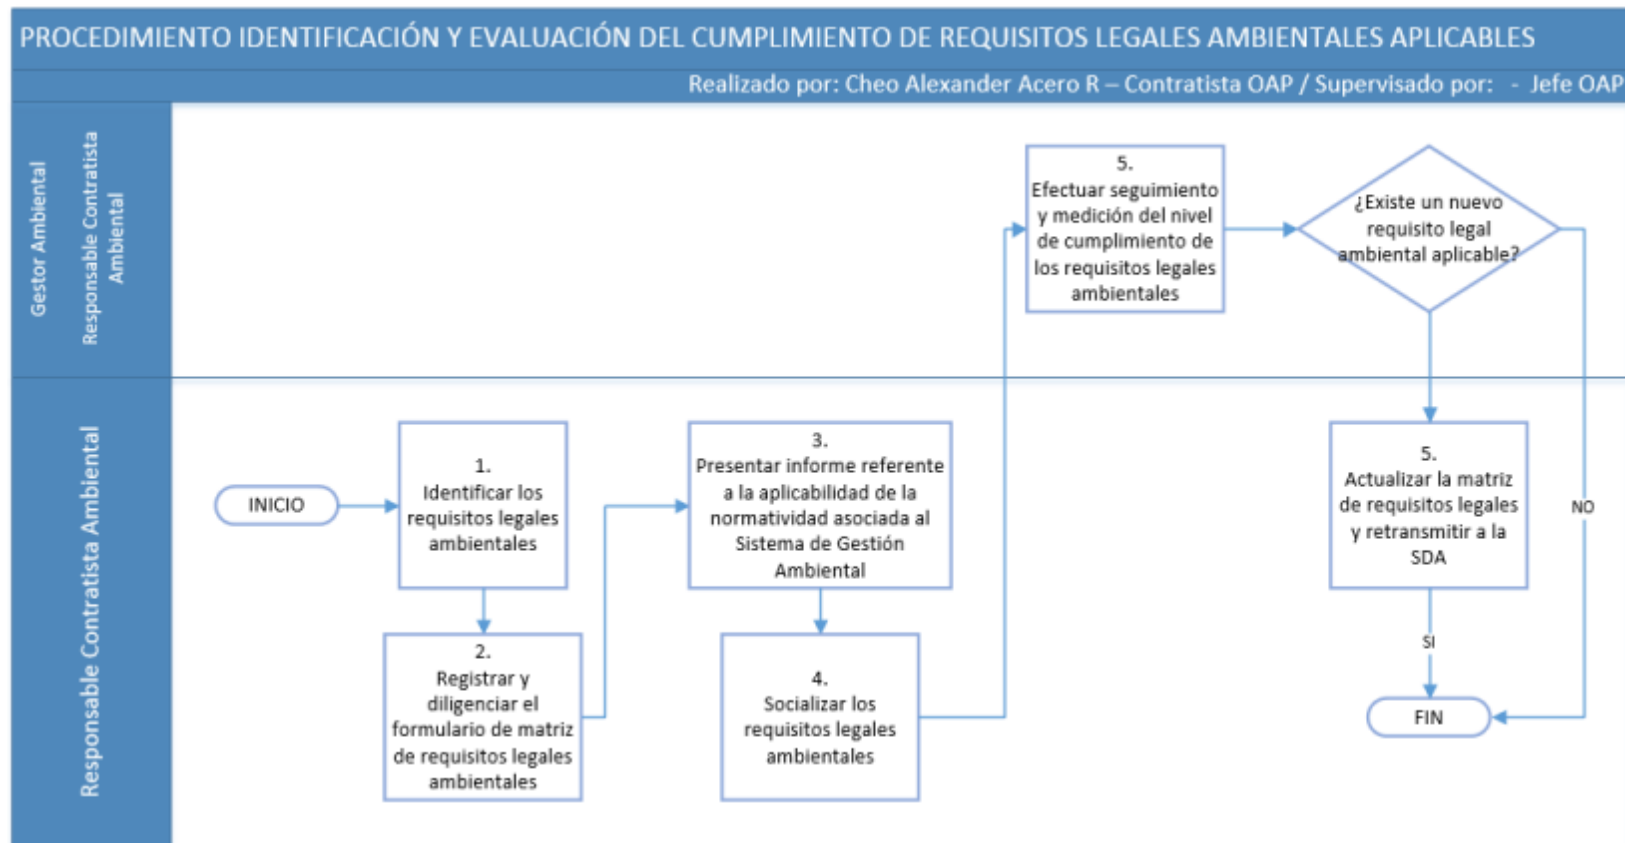 PROCEDIMIENTO IDENTIFICACIÓN Y EVALUACIÓN DEL CUMPLIMIENTO DE REQUISITOS LEGALES AMBIENTALES APLICABLES
Realizado por: Cheo Alexander Acero R – Contratista OAP / Supervisado por: - Jefe OAP
Gestor Ambiental
Responsable Contratista
Ambiental
5.
Efectuar seguimiento
y medición del nivel
de cumplimiento de
los requisitos legales
ambientales
¿Existe un nuevo
requisito legal
ambiental aplicable?
Responsable Contratista Ambiental
INICIO
1.
Identificar los
requisitos legales
ambientales
2.
Registrar y
diligenciar el
formulario de matriz
de requisitos legales
ambientales
3.
Presentar informe referente
a la aplicabilidad de la
normatividad asociada al
Sistema de Gestión
Ambiental
4.
Socializar los
requisitos legales
ambientales
5.
Actualizar la matriz
de requisitos legales
y retransmitir a la
SDA
NO
SI
FIN